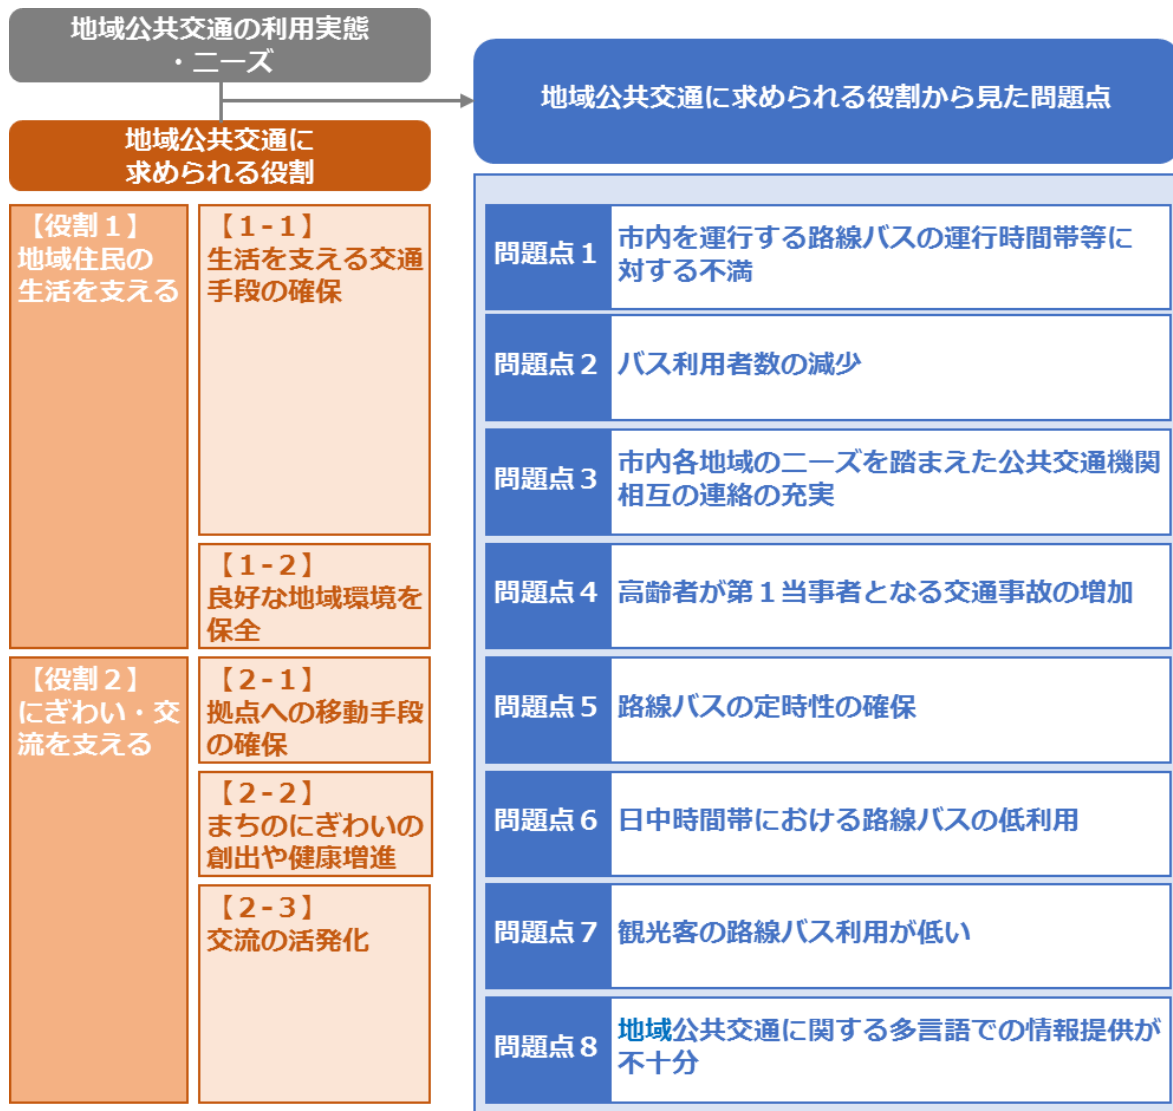 地域公共交通の利用実態
・ニーズ
地域公共交通に求められる役割から見た問題点
地域公共交通に
求められる役割
【役割１】
地域住民の
生活を支える
【１-１】
生活を支える交通
手段の確保
問題点１
市内を運行する路線バスの運行時間帯等に
対する不満
問題点２
バス利用者数の減少
問題点３
市内各地域のニーズを踏まえた公共交通機関
相互の連絡の充実
【１-２】
良好な地域環境を
保全
問題点４
高齢者が第１当事者となる交通事故の増加
【役割２】
にぎわい・交
流を支える
【２-１】
拠点への移動手段
の確保
問題点５
路線バスの定時性の確保
【２-２】
まちのにぎわいの
創出や健康増進
問題点６
日中時間帯における路線バスの低利用
【２-３】
交流の活発化
問題点７
観光客の路線バス利用が低い
問題点８
地域公共交通に関する多言語での情報提供が
不十分